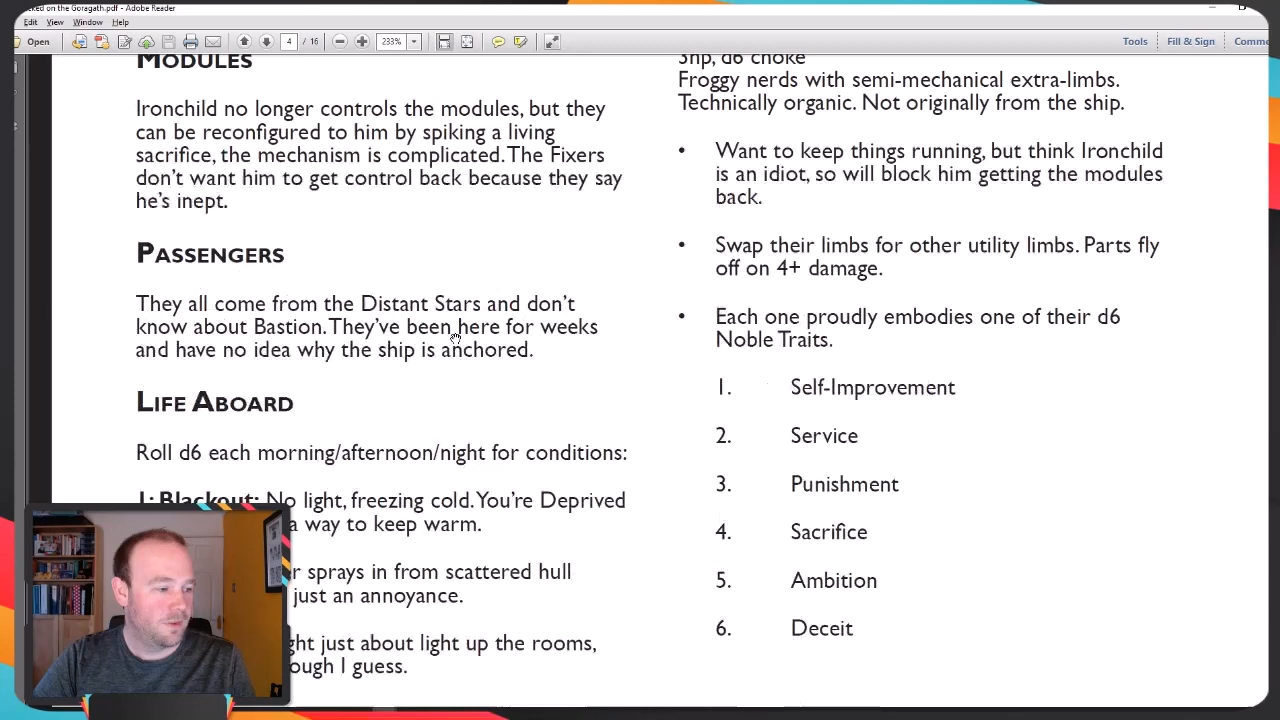 cked on the Goragath.pdf - Adobe Reader
Edit View Window Help
Open 4 / 16 233% Tools Fill & Sign Comme
MODULES
Ironchild no longer controls the modules, but they
can be reconfigured to him by spiking a living
sacrifice, the mechanism is complicated. The Fixers
don't want him to get control back because they say
he's inept.
PASSENGERS
They all come from the Distant Stars and don't
know about Bastion. They've been here for weeks
and have no idea why the ship is anchored.
LIFE ABOARD
Roll d6 each morning/afternoon/night for conditions:
1: Blackout: No light, freezing cold. You're Deprived
a way to keep warm.
r sprays in from scattered hull
just an annoyance.
ght just about light up the rooms,
ough I guess.
3hp, d6 choke
Froggy nerds with semi-mechanical extra-limbs.
Technically organic. Not originally from the ship.
• Want to keep things running, but think Ironchild
is an idiot, so will block him getting the modules
back.
• Swap their limbs for other utility limbs. Parts fly
off on 4+ damage.
• Each one proudly embodies one of their d6
Noble Traits.
1. Self-Improvement
2. Service
3. Punishment
4. Sacrifice
5. Ambition
6. Deceit